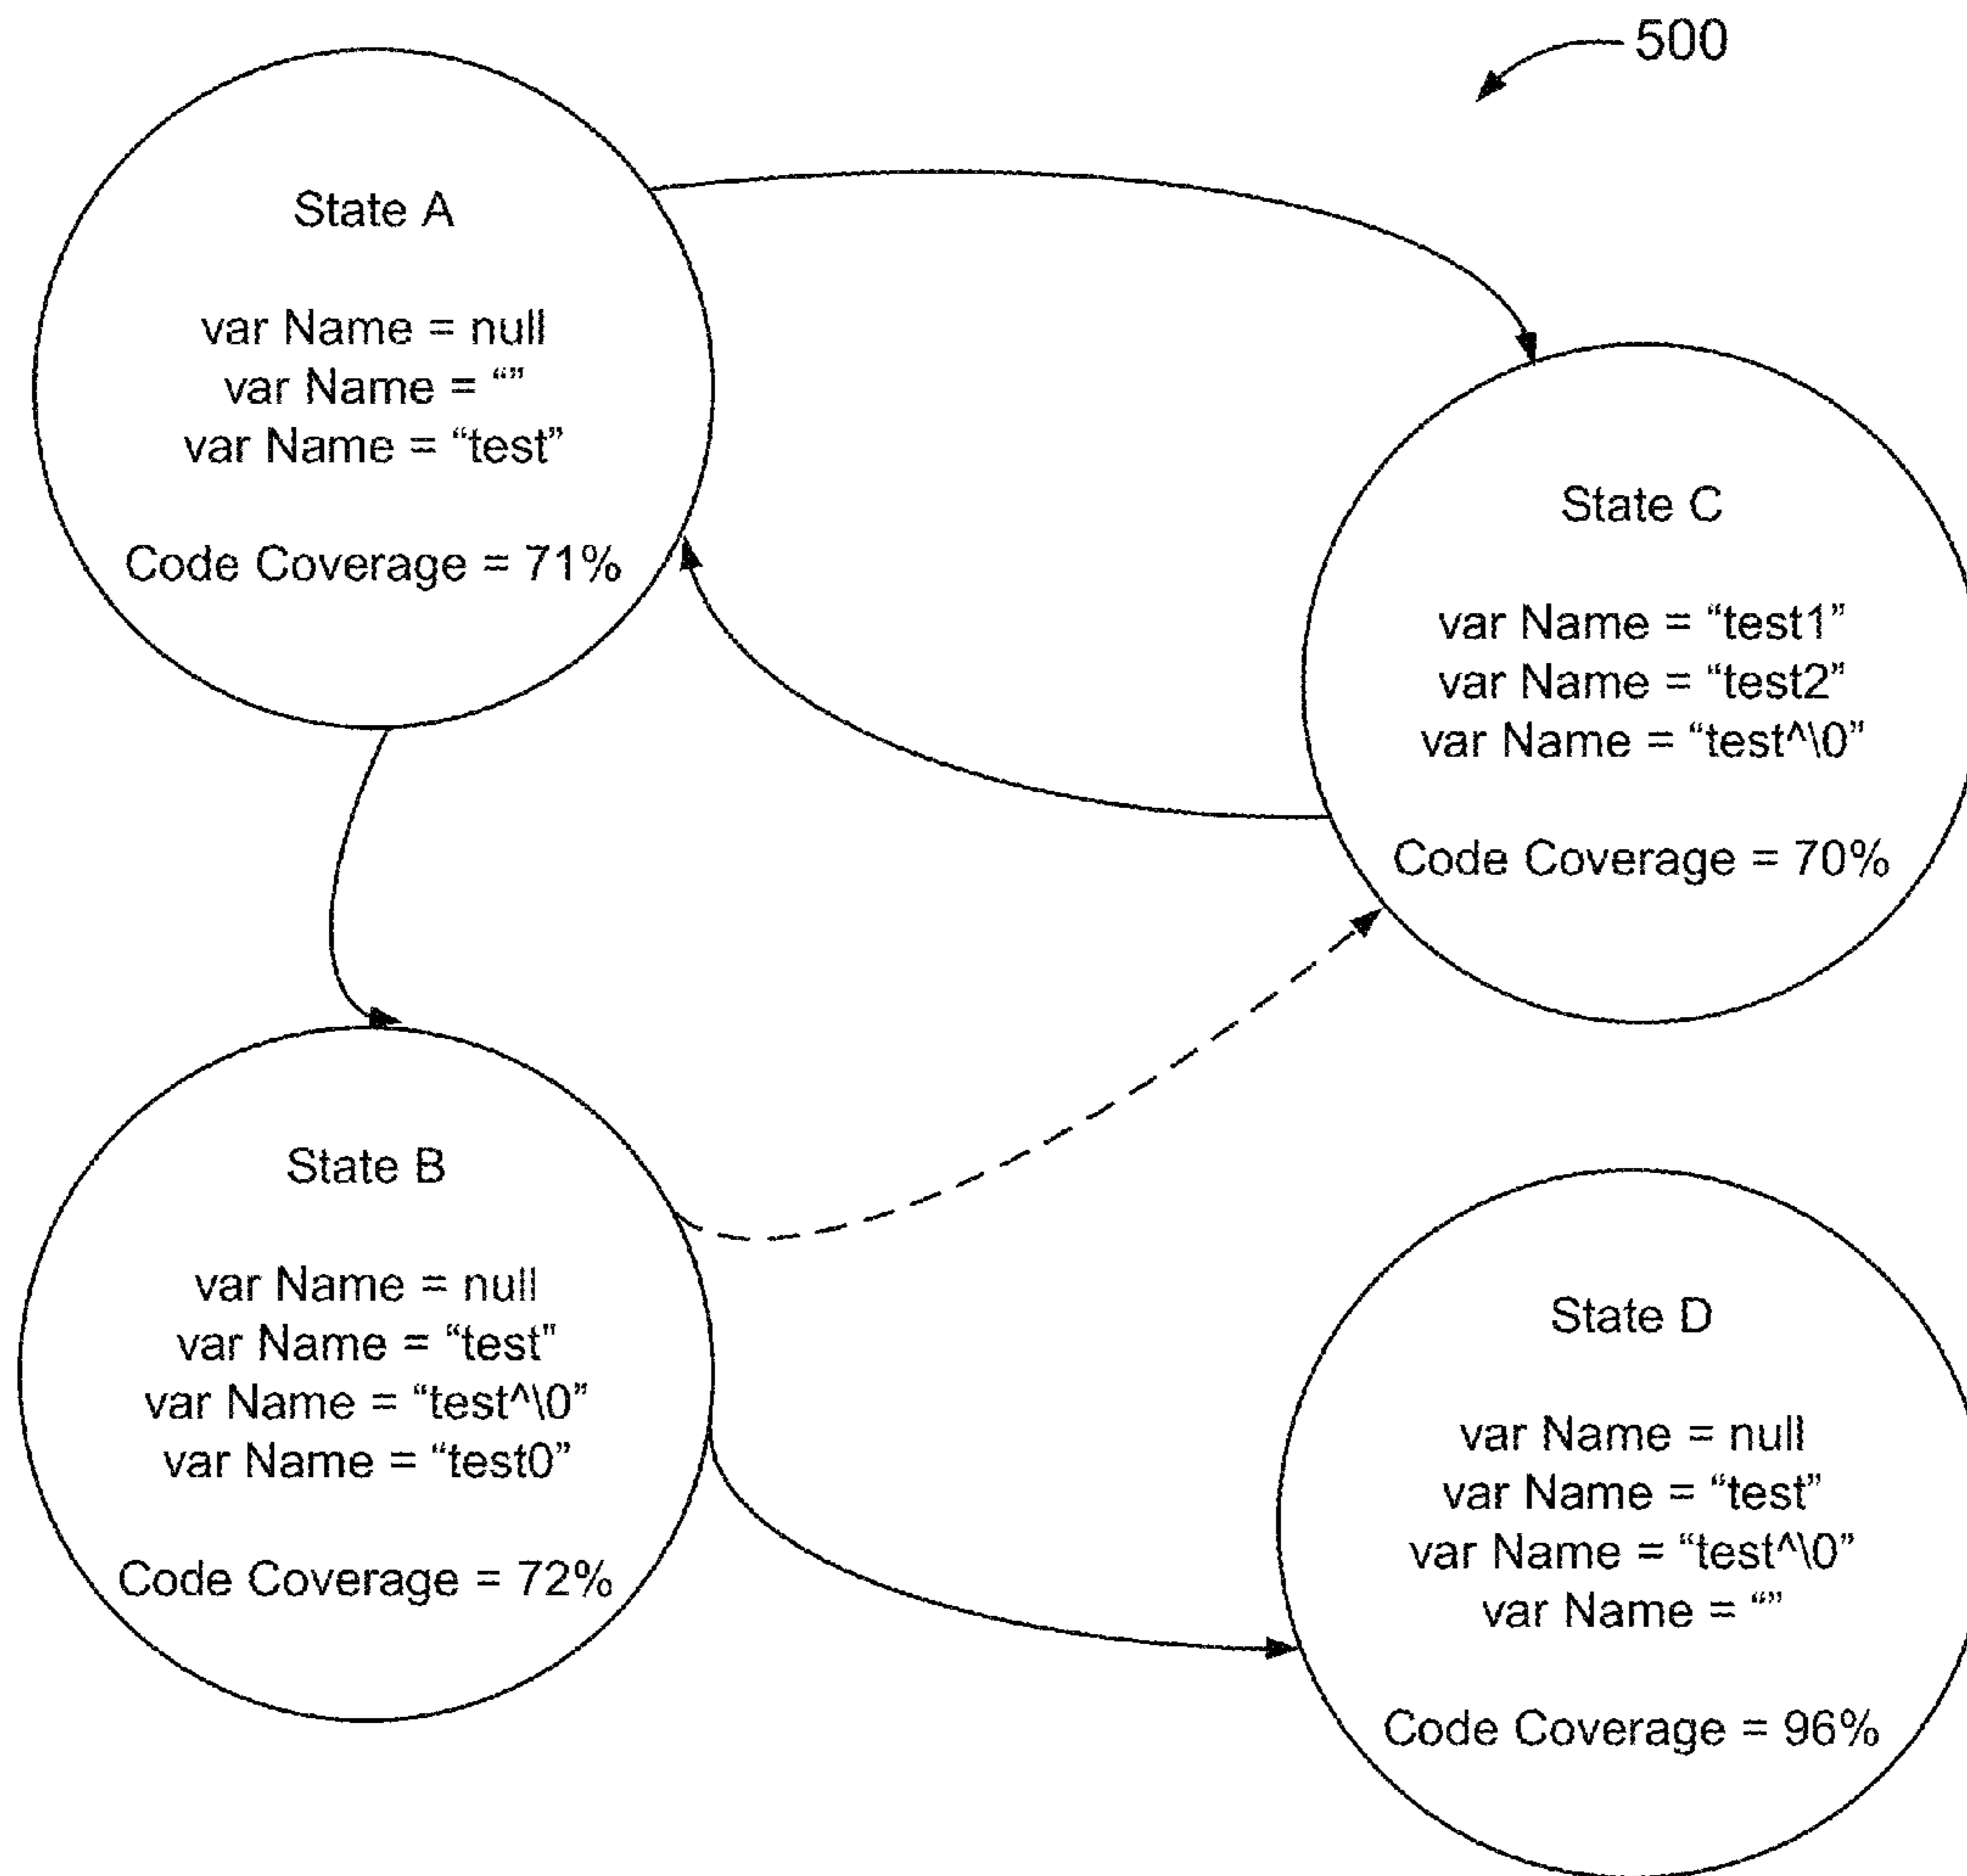 500
State A
var Name = null
var Name = “”
var Name = “test”
Code Coverage = 71%
State C
var Name = “test1”
var Name = “test2”
var Name = “test^\0”
Code Coverage = 70%
State B
var Name = null
var Name = “test”
var Name = “test^\0”
var Name = “test0”
Code Coverage = 72%
State D
var Name = null
var Name = “test”
var Name = “test^\0”
var Name = “”
Code Coverage = 96%